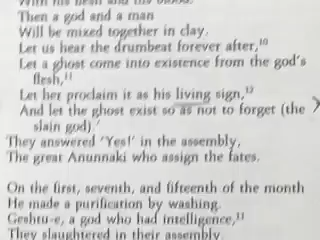 With his flesh and his blood.
Then a god and a man
Will be mixed together in clay.
Let us hear the drumbeat forever after,¹⁰
Let a ghost come into existence from the god's
flesh,¹¹
Let her proclaim it as his living sign,¹²
And let the ghost exist so as not to forget (the
slain god).'
They answered 'Yes!' in the assembly,
The great Anunnaki who assign the fates.

On the first, seventh, and fifteenth of the month
He made a purification by washing.
Geshtu-e, a god who had intelligence,¹³
They slaughtered in their assembly.